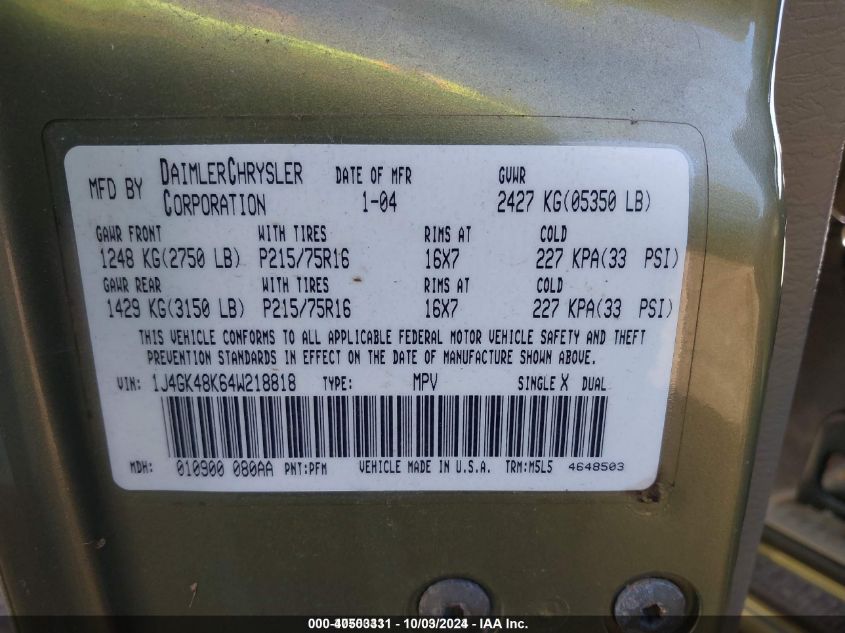 MFD BY DAIMLERCHRYSLER CORPORATION DATE OF MFR 1-04 GVWR 2427 KG(05350 LB)
GAWR FRONT WITH TIRES RIMS AT COLD
1248 KG(2750 LB) P215/75R16 16X7 227 KPA(33 PSI)
GAWR REAR WITH TIRES RIMS AT COLD
1429 KG(3150 LB) P215/75R16 16X7 227 KPA(33 PSI)
THIS VEHICLE CONFORMS TO ALL APPLICABLE FEDERAL MOTOR VEHICLE SAFETY AND THEFT
PREVENTION STANDARDS IN EFFECT ON THE DATE OF MANUFACTURE SHOWN ABOVE.
VIN: 1J4GK48K64W218818 TYPE: MPV SINGLE X DUAL
MDH: 010900 080AA PNT:PFM VEHICLE MADE IN U.S.A. TRM:M5L5 4648503
10/03/2024 - IAA Inc.